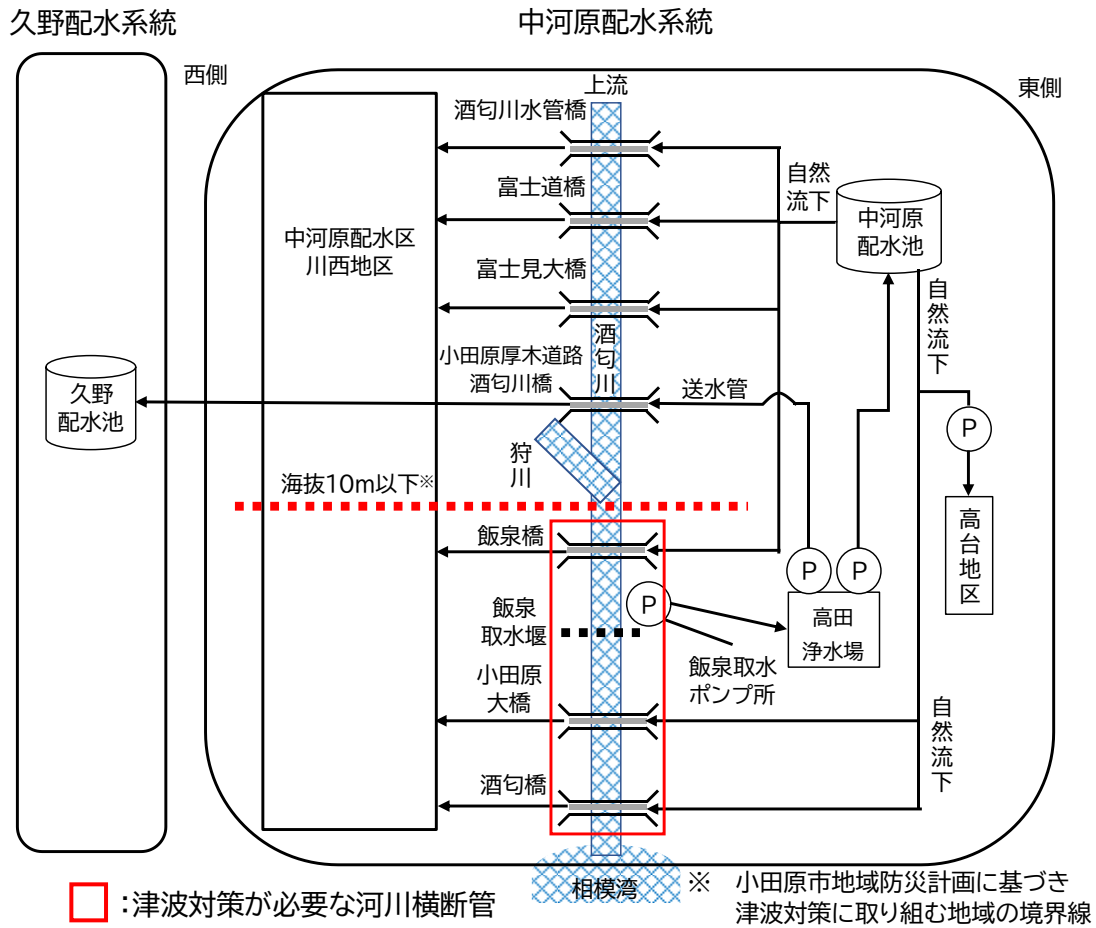 久野配水系統
中河原配水系統
西側
東側
上流
酒匂川水管橋
富士道橋
富士見大橋
小田原厚木道路
酒匂川橋
酒匂川
狩川
送水管
自然
流下
中河原
配水池
自然流下
中河原配水区
川西地区
久野
配水池
海抜10m以下※
飯泉橋
飯泉
取水堰
小田原
大橋
酒匂橋
P
飯泉取水
ポンプ所
P
P
高田
浄水場
P
高台地区
自然流下
相模湾
:津波対策が必要な河川横断管
※ 小田原市地域防災計画に基づき
津波対策に取り組む地域の境界線